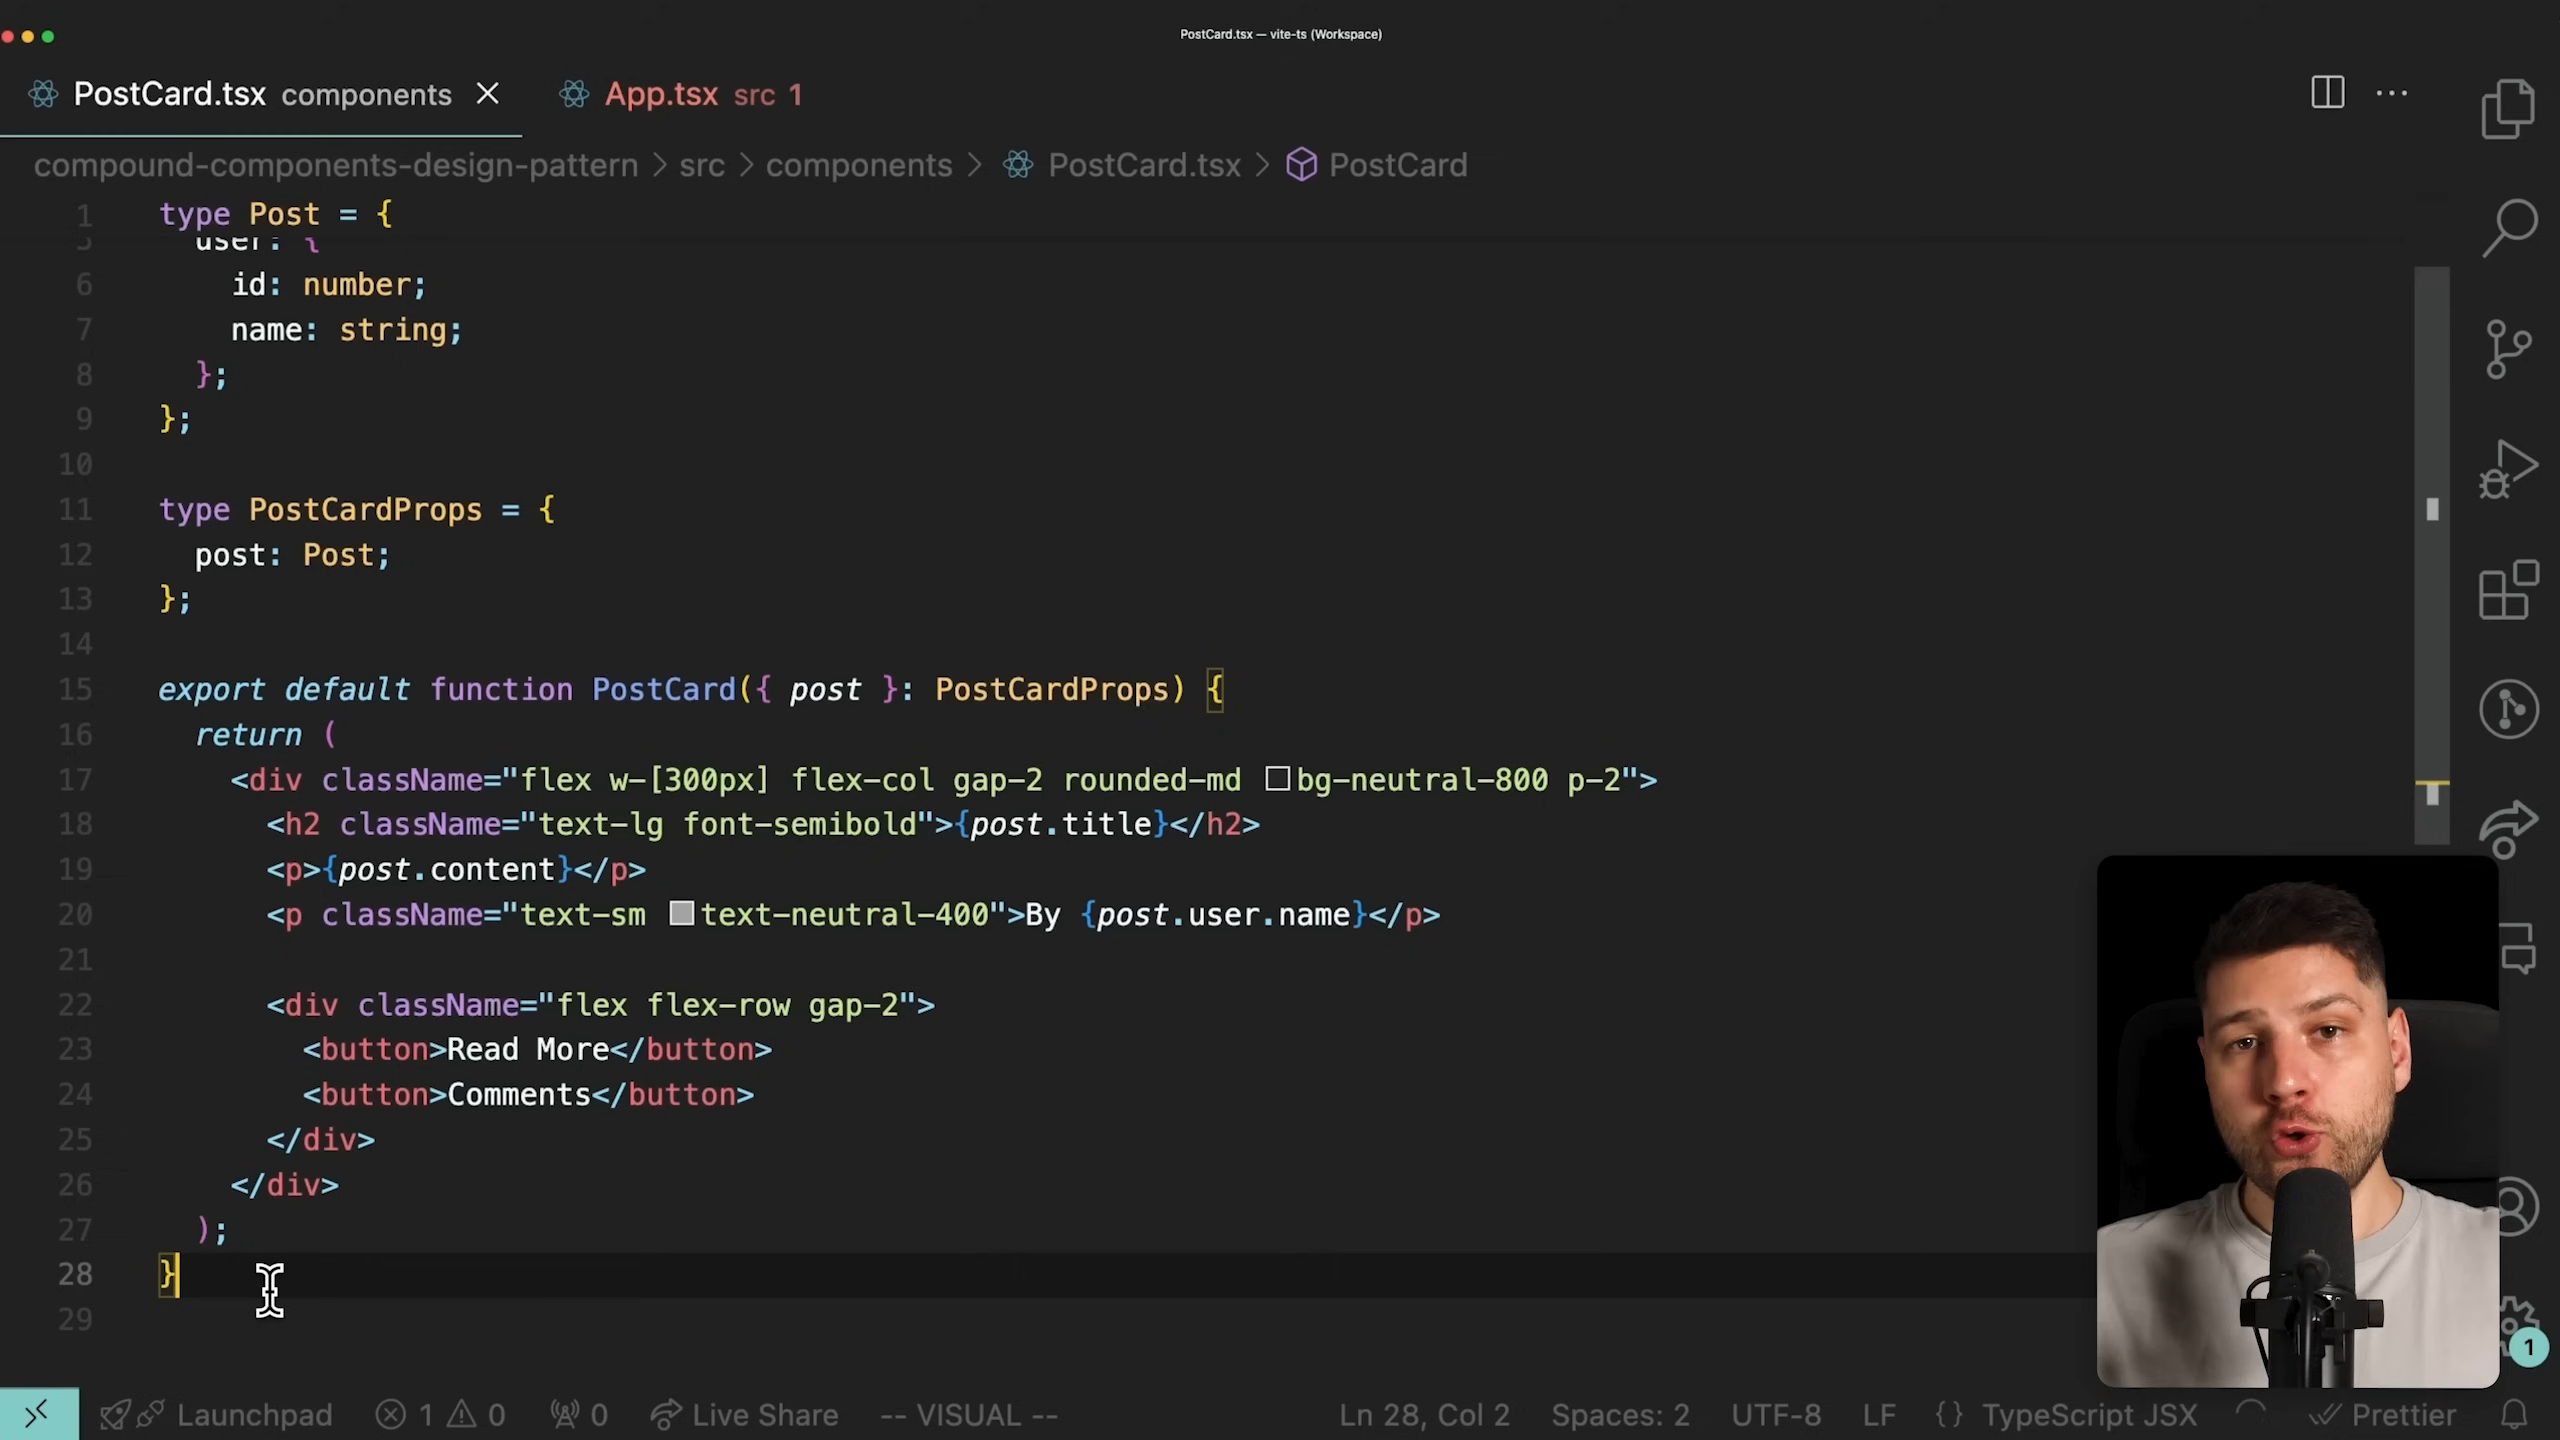 PostCard.tsx — vite-ts (Workspace)
PostCard.tsx components App.tsx src 1
compound-components-design-pattern > src > components > PostCard.tsx > PostCard
1 type Post = {
5 user: {
6 id: number;
7 name: string;
8 };
9 };
10
11 type PostCardProps = {
12 post: Post;
13 };
14
15 export default function PostCard({ post }: PostCardProps) {
16 return (
17 <div className="flex w-[300px] flex-col gap-2 rounded-md bg-neutral-800 p-2">
18 <h2 className="text-lg font-semibold">{post.title}</h2>
19 <p>{post.content}</p>
20 <p className="text-sm text-neutral-400">By {post.user.name}</p>
21
22 <div className="flex flex-row gap-2">
23 <button>Read More</button>
24 <button>Comments</button>
25 </div>
26 </div>
27 );
28 }
29
1
Launchpad 1 0 0 Live Share -- VISUAL -- Ln 28, Col 2 Spaces: 2 UTF-8 LF {} TypeScript JSX Prettier